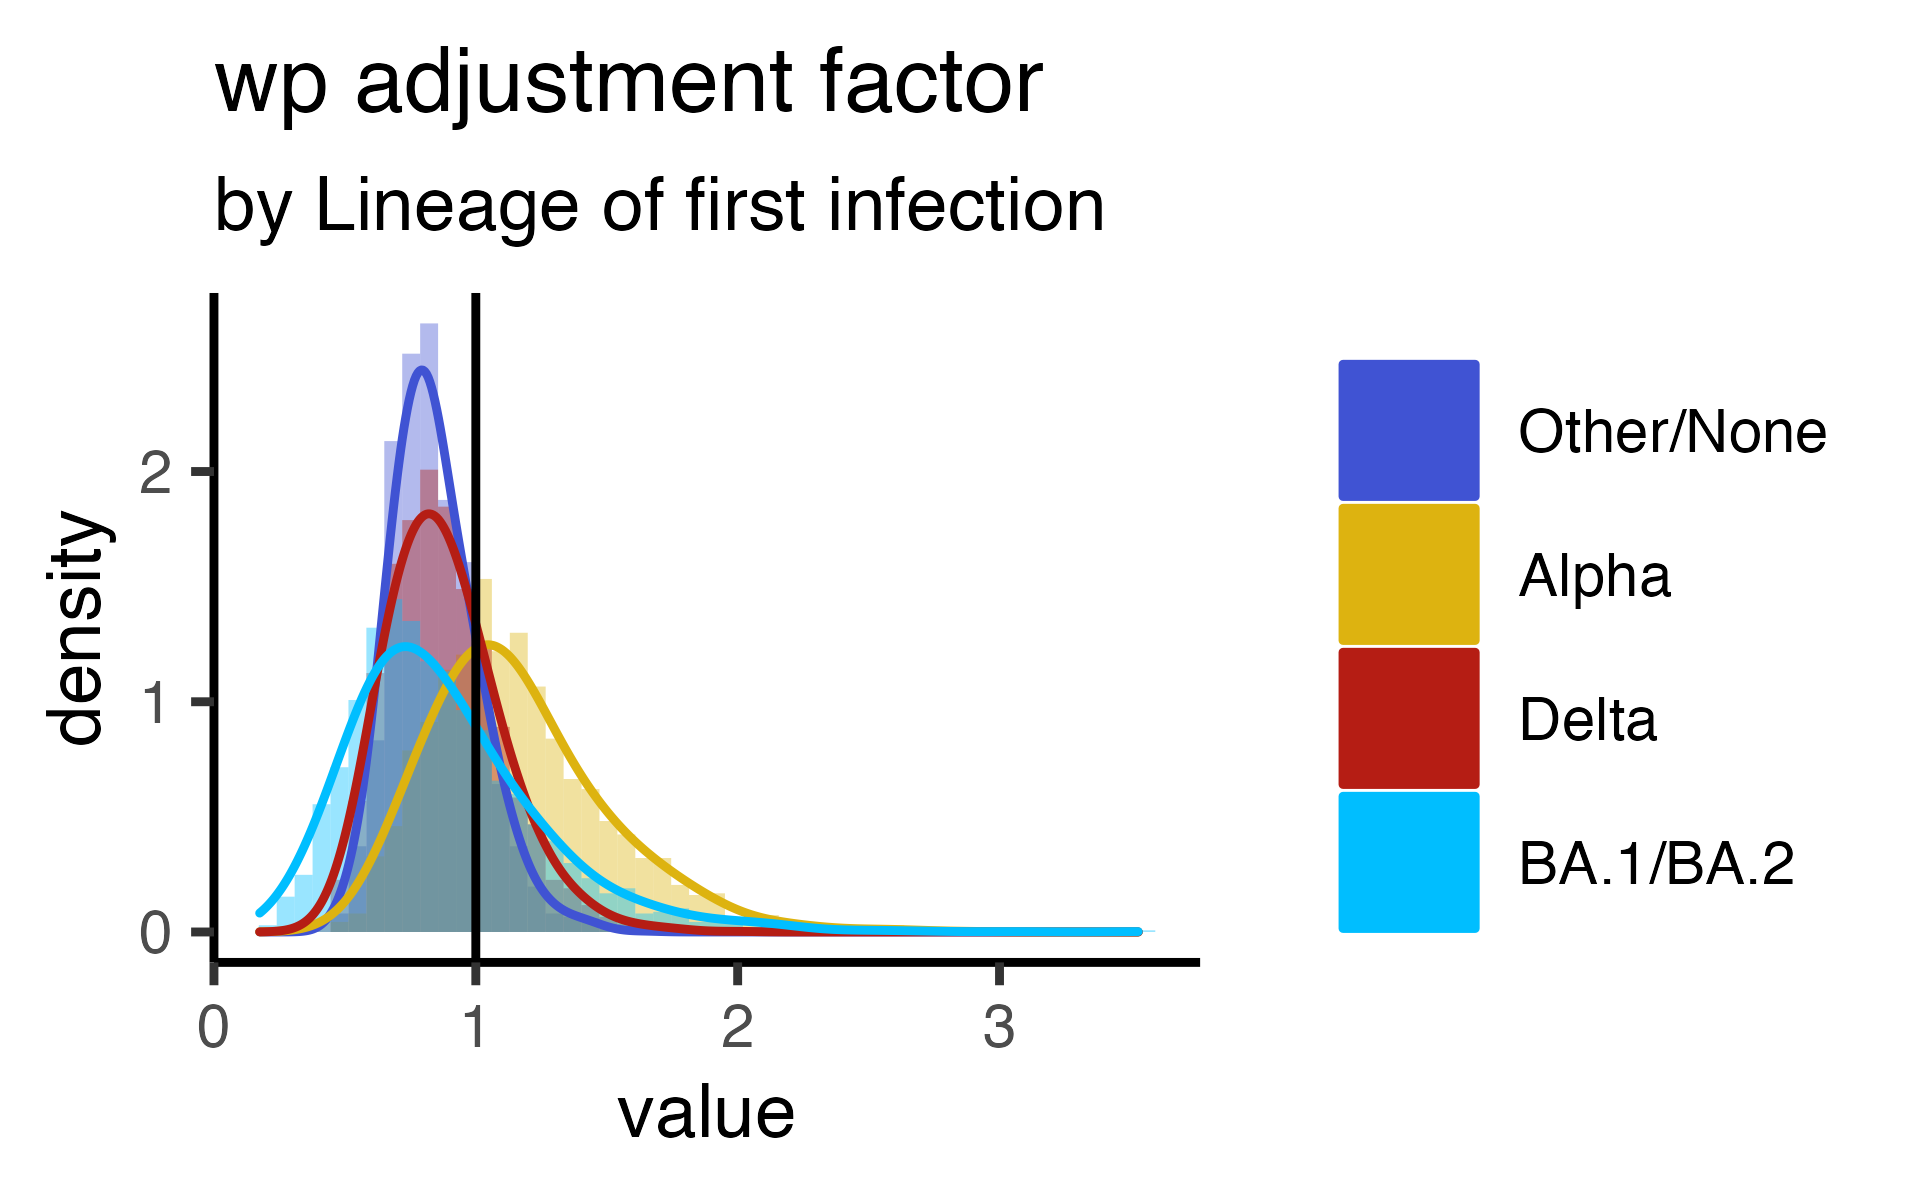 wp adjustment factor
by Lineage of first infection
density
2
1
0
0 1 2 3
value
Other/None
Alpha
Delta
BA.1/BA.2